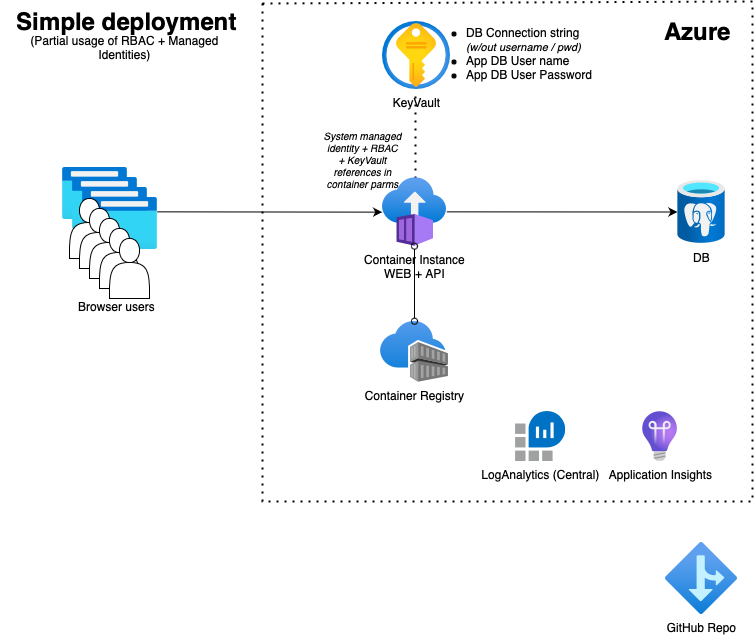 Simple deployment
(Partial usage of RBAC + Managed
Identities)
Azure
DB Connection string
(w/out username / pwd)
App DB User name
App DB User Password
KeyVault
System managed
identity + RBAC
+ KeyVault
references in
container parms
Browser users
Container Instance
WEB + API
DB
Container Registry
LogAnalytics (Central)
Application Insights
GitHub Repo